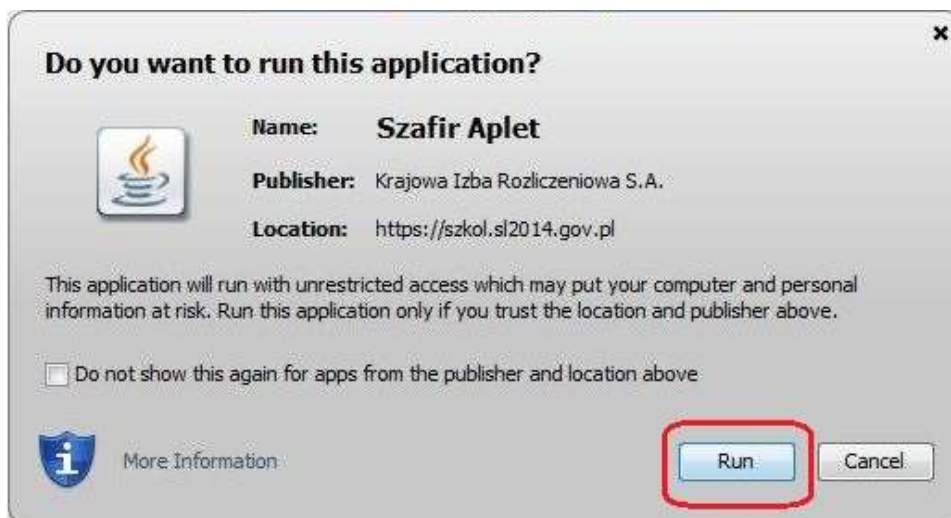 Do you want to run this application?
Name: Szafir Aplet
Publisher: Krajowa Izba Rozliczeniowa S.A.
Location: https://szkol.sl2014.gov.pl
This application will run with unrestricted access which may put your computer and personal
information at risk. Run this application only if you trust the location and publisher above.
Do not show this again for apps from the publisher and location above
More Information
Run
Cancel